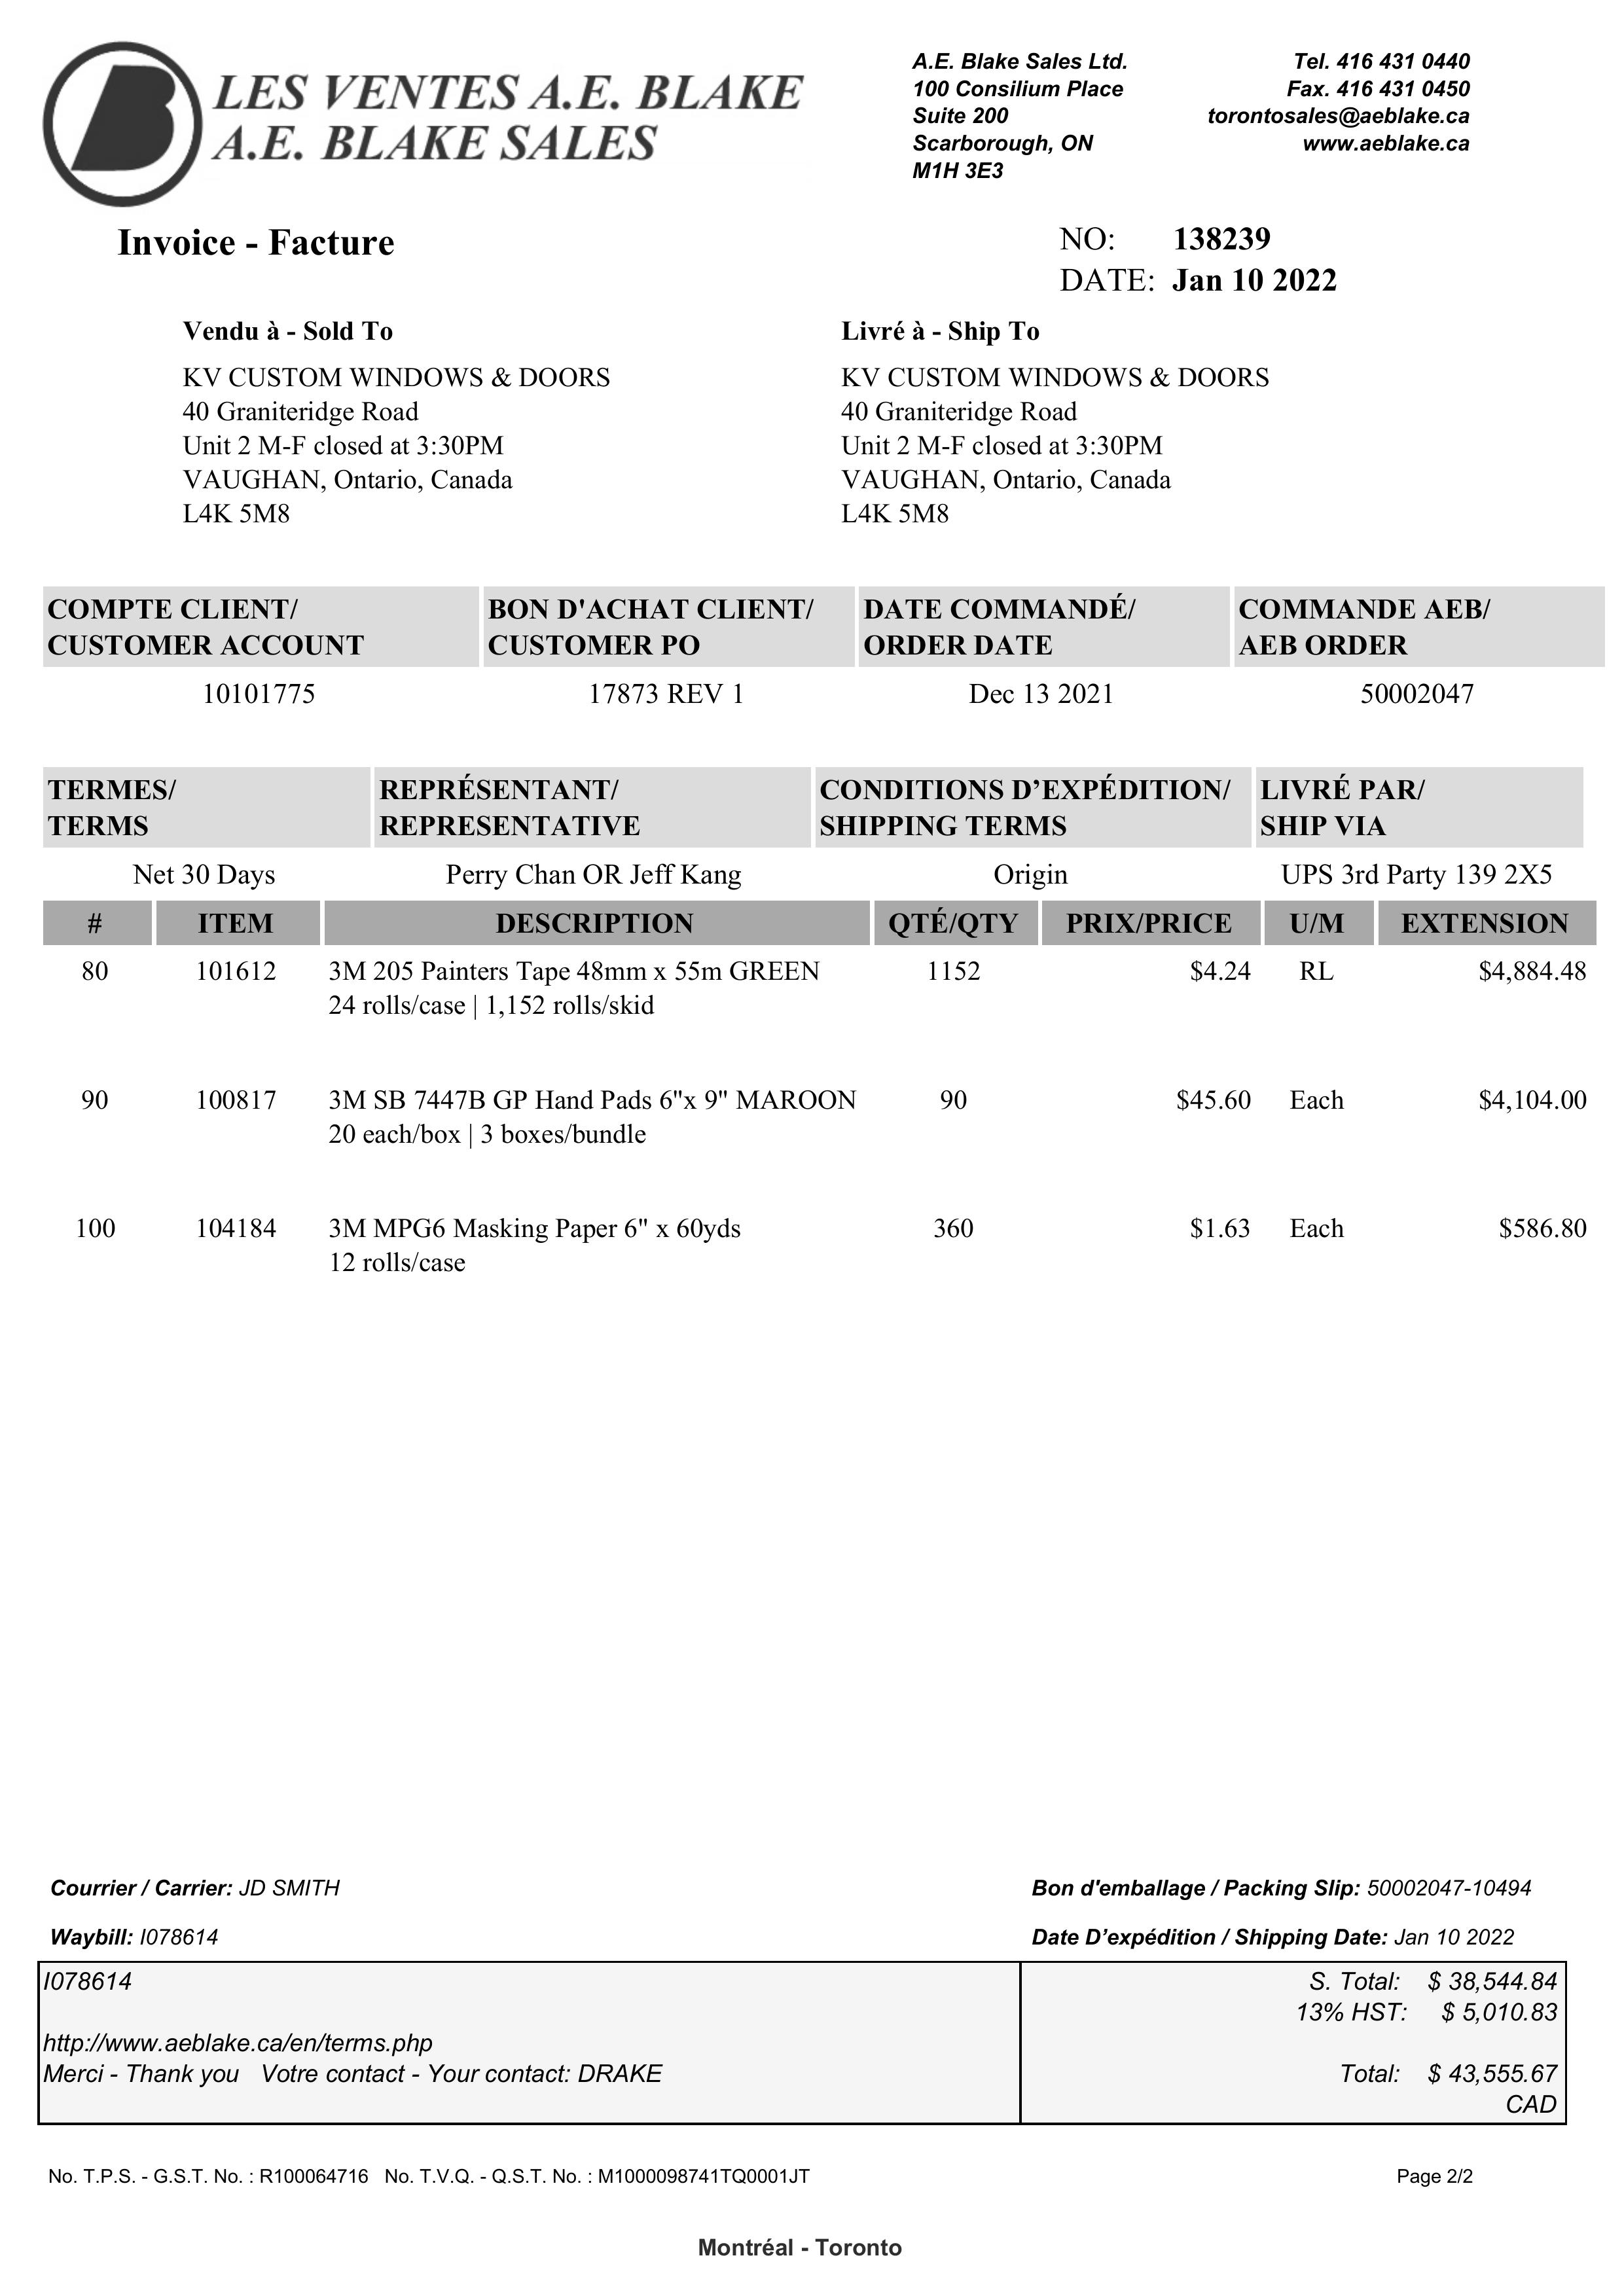 LES VENTES A.E. BLAKE
A.E. BLAKE SALES
A.E. Blake Sales Ltd.
100 Consilium Place
Suite 200
Scarborough, ON
M1H 3E3
Tel. 416 431 0440
Fax. 416 431 0450
torontosales@aeblake.ca
www.aeblake.ca
Invoice - Facture
NO: 138239
DATE: Jan 10 2022
Vendu à - Sold To
KV CUSTOM WINDOWS & DOORS
40 Graniteridge Road
Unit 2 M-F closed at 3:30PM
VAUGHAN, Ontario, Canada
L4K 5M8
Livré à - Ship To
KV CUSTOM WINDOWS & DOORS
40 Graniteridge Road
Unit 2 M-F closed at 3:30PM
VAUGHAN, Ontario, Canada
L4K 5M8
COMPTE CLIENT/ BON D'ACHAT CLIENT/ DATE COMMANDÉ/ COMMANDE AEB/
CUSTOMER ACCOUNT CUSTOMER PO ORDER DATE AEB ORDER
10101775 17873 REV 1 Dec 13 2021 50002047
TERMES/ REPRÉSENTANT/ CONDITIONS D’EXPÉDITION/ LIVRÉ PAR/
TERMS REPRESENTATIVE SHIPPING TERMS SHIP VIA
Net 30 Days Perry Chan OR Jeff Kang Origin UPS 3rd Party 139 2X5
# ITEM DESCRIPTION QTÉ/QTY PRIX/PRICE U/M EXTENSION
80 101612 3M 205 Painters Tape 48mm x 55m GREEN 1152 $4.24 RL $4,884.48
24 rolls/case | 1,152 rolls/skid
90 100817 3M SB 7447B GP Hand Pads 6"x 9" MAROON 90 $45.60 Each $4,104.00
20 each/box | 3 boxes/bundle
100 104184 3M MPG6 Masking Paper 6" x 60yds 360 $1.63 Each $586.80
12 rolls/case
Courrier / Carrier: JD SMITH
Bon d'emballage / Packing Slip: 50002047-10494
Waybill: I078614
Date D’expédition / Shipping Date: Jan 10 2022
I078614
http://www.aeblake.ca/en/terms.php
Merci - Thank you Votre contact - Your contact: DRAKE
S. Total: $ 38,544.84
13% HST: $ 5,010.83
Total: $ 43,555.67
CAD
No. T.P.S. - G.S.T. No. : R100064716 No. T.V.Q. - Q.S.T. No. : M1000098741TQ0001JT
Page 2/2
Montréal - Toronto